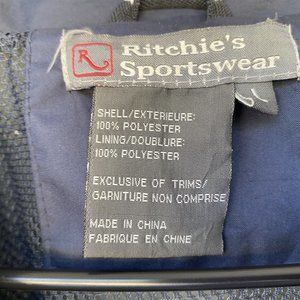 R
Ritchie's
Sportswear
SHELL/EXTERIEURE:
100% POLYESTER
LINING/DOUBLURE:
100% POLYESTER
EXCLUSIVE OF TRIMS/
GARNITURE NON COMPRISE
MADE IN CHINA
FABRIQUE EN CHINE